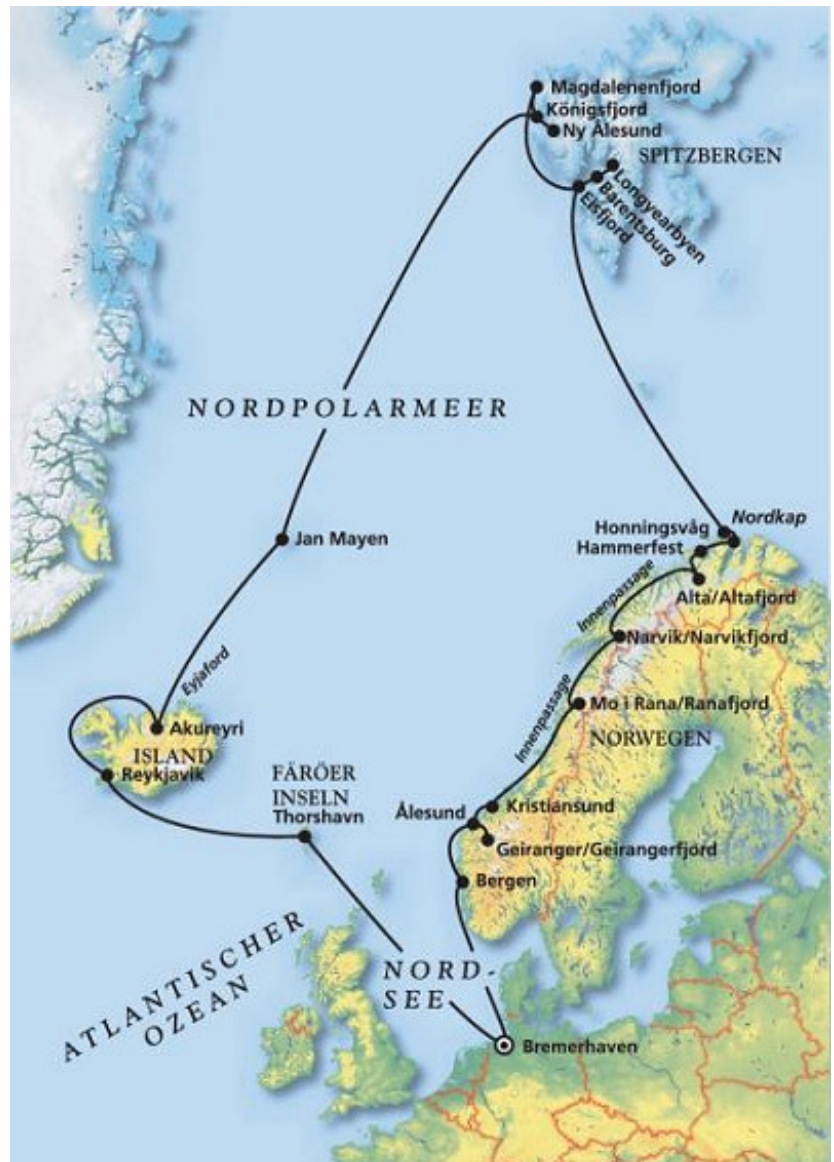 Magdalenenfjord
Königsfjord
Ny Ålesund
SPITZBERGEN
Longyearbyen
Barentsburg
Eisfjord
NORDPOLARMEER
Nordkap
Honningsvåg
Hammerfest
Jan Mayen
Innenpassage
Alta/Altafjord
Narvik/Narvikfjord
Eyjaford
Innenpassage
Mo i Rana/Ranafjord
Akureyri
NORWEGEN
ISLAND
Reykjavik
FÄRÖER
INSELN
Thorshavn
Kristiansund
Ålesund
Geiranger/Geirangerfjord
Bergen
ATLANTISCHER
OZEAN
NORD-
SEE
Bremerhaven